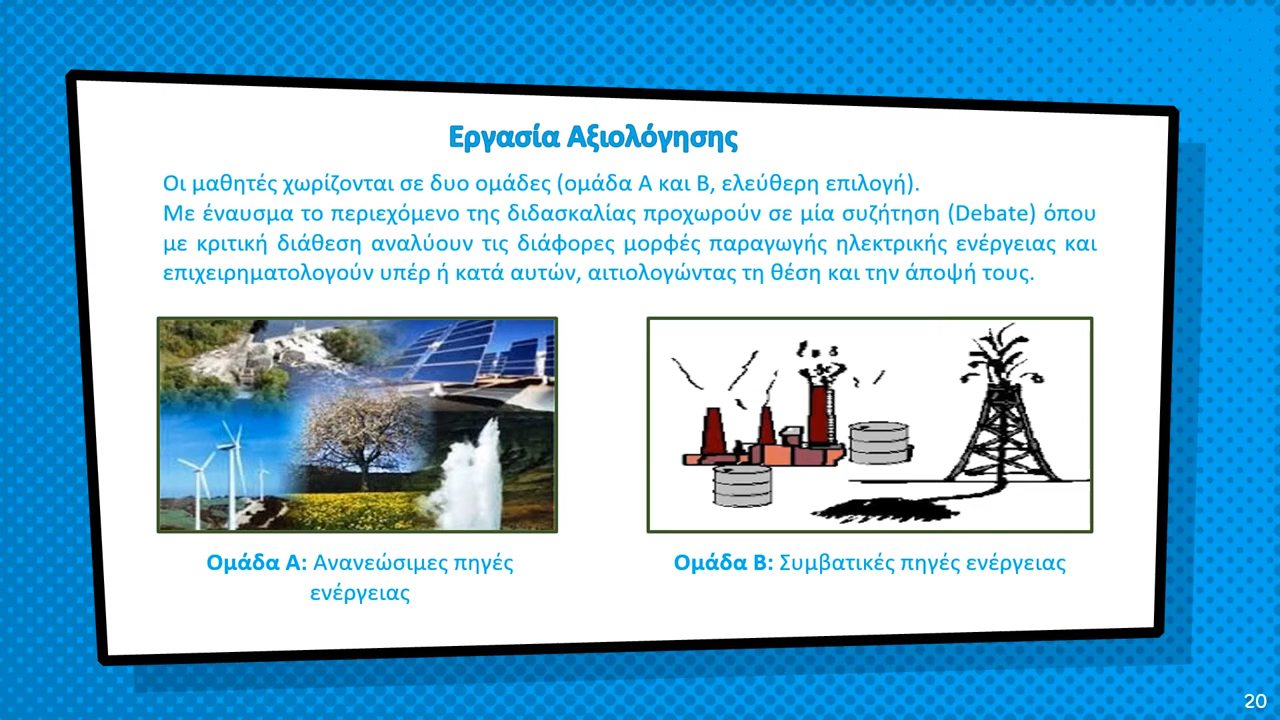 Εργασία Αξιολόγησης
Οι μαθητές χωρίζονται σε δυο ομάδες (ομάδα Α και Β, ελεύθερη επιλογή).
Με έναυσμα το περιεχόμενο της διδασκαλίας προχωρούν σε μία συζήτηση (Debate) όπου
με κριτική διάθεση αναλύουν τις διάφορες μορφές παραγωγής ηλεκτρικής ενέργειας και
επιχειρηματολογούν υπέρ ή κατά αυτών, αιτιολογώντας τη θέση και την άποψή τους.
Ομάδα Α: Ανανεώσιμες πηγές
ενέργειας
Ομάδα Β: Συμβατικές πηγές ενέργειας
20